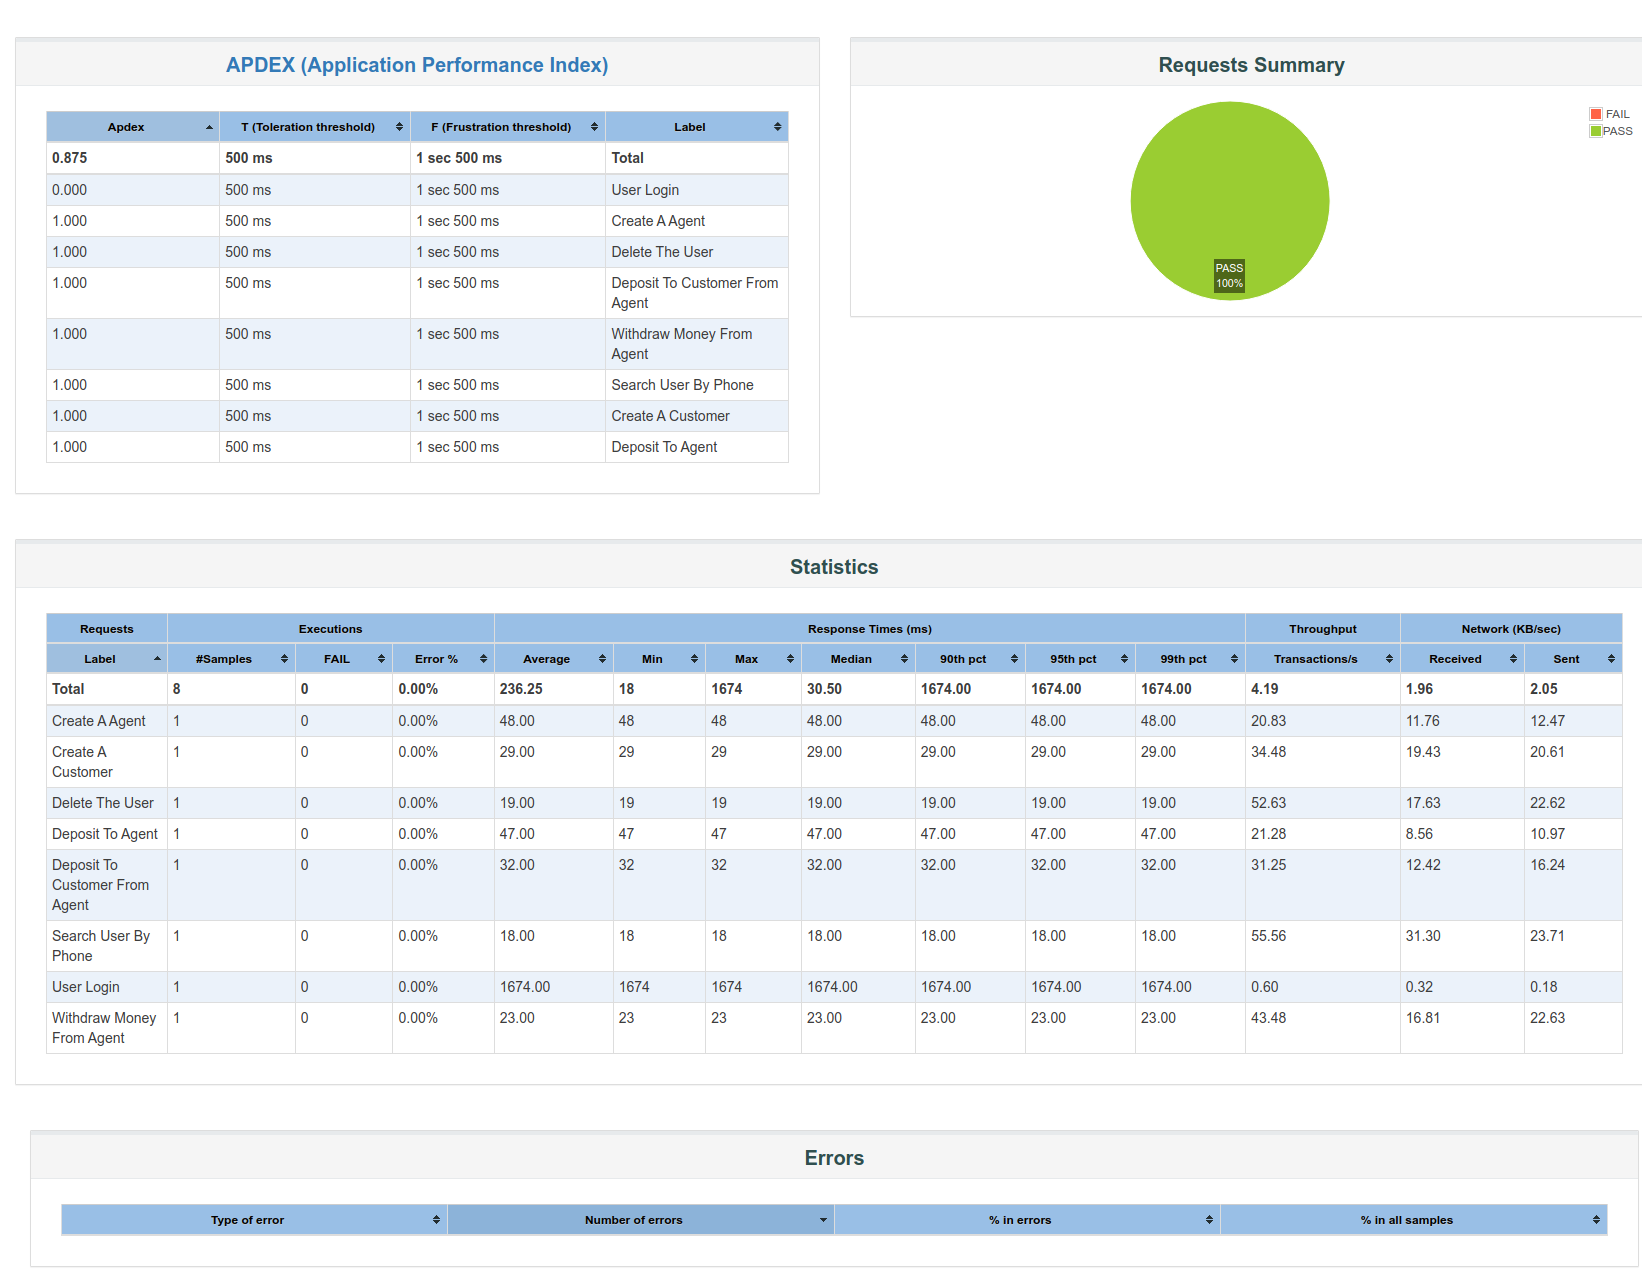 APDEX (Application Performance Index)
Apdex T (Toleration threshold) F (Frustration threshold) Label
0.875 500 ms 1 sec 500 ms Total
0.000 500 ms 1 sec 500 ms User Login
1.000 500 ms 1 sec 500 ms Create A Agent
1.000 500 ms 1 sec 500 ms Delete The User
1.000 500 ms 1 sec 500 ms Deposit To Customer From
Agent
1.000 500 ms 1 sec 500 ms Withdraw Money From
Agent
1.000 500 ms 1 sec 500 ms Search User By Phone
1.000 500 ms 1 sec 500 ms Create A Customer
1.000 500 ms 1 sec 500 ms Deposit To Agent
Requests Summary
FAIL
PASS
PASS
100%
Statistics
Requests Executions Response Times (ms) Throughput Network (KB/sec)
Label #Samples FAIL Error % Average Min Max Median 90th pct 95th pct 99th pct Transactions/s Received Sent
Total 8 0 0.00% 236.25 18 1674 30.50 1674.00 1674.00 1674.00 4.19 1.96 2.05
Create A Agent 1 0 0.00% 48.00 48 48 48.00 48.00 48.00 48.00 20.83 11.76 12.47
Create A 1 0 0.00% 29.00 29 29 29.00 29.00 29.00 29.00 34.48 19.43 20.61
Customer
Delete The User 1 0 0.00% 19.00 19 19 19.00 19.00 19.00 19.00 52.63 17.63 22.62
Deposit To Agent 1 0 0.00% 47.00 47 47 47.00 47.00 47.00 47.00 21.28 8.56 10.97
Deposit To 1 0 0.00% 32.00 32 32 32.00 32.00 32.00 32.00 31.25 12.42 16.24
Customer From
Agent
Search User By 1 0 0.00% 18.00 18 18 18.00 18.00 18.00 18.00 55.56 31.30 23.71
Phone
User Login 1 0 0.00% 1674.00 1674 1674 1674.00 1674.00 1674.00 1674.00 0.60 0.32 0.18
Withdraw Money 1 0 0.00% 23.00 23 23 23.00 23.00 23.00 23.00 43.48 16.81 22.63
From Agent
Errors
Type of error Number of errors % in errors % in all samples